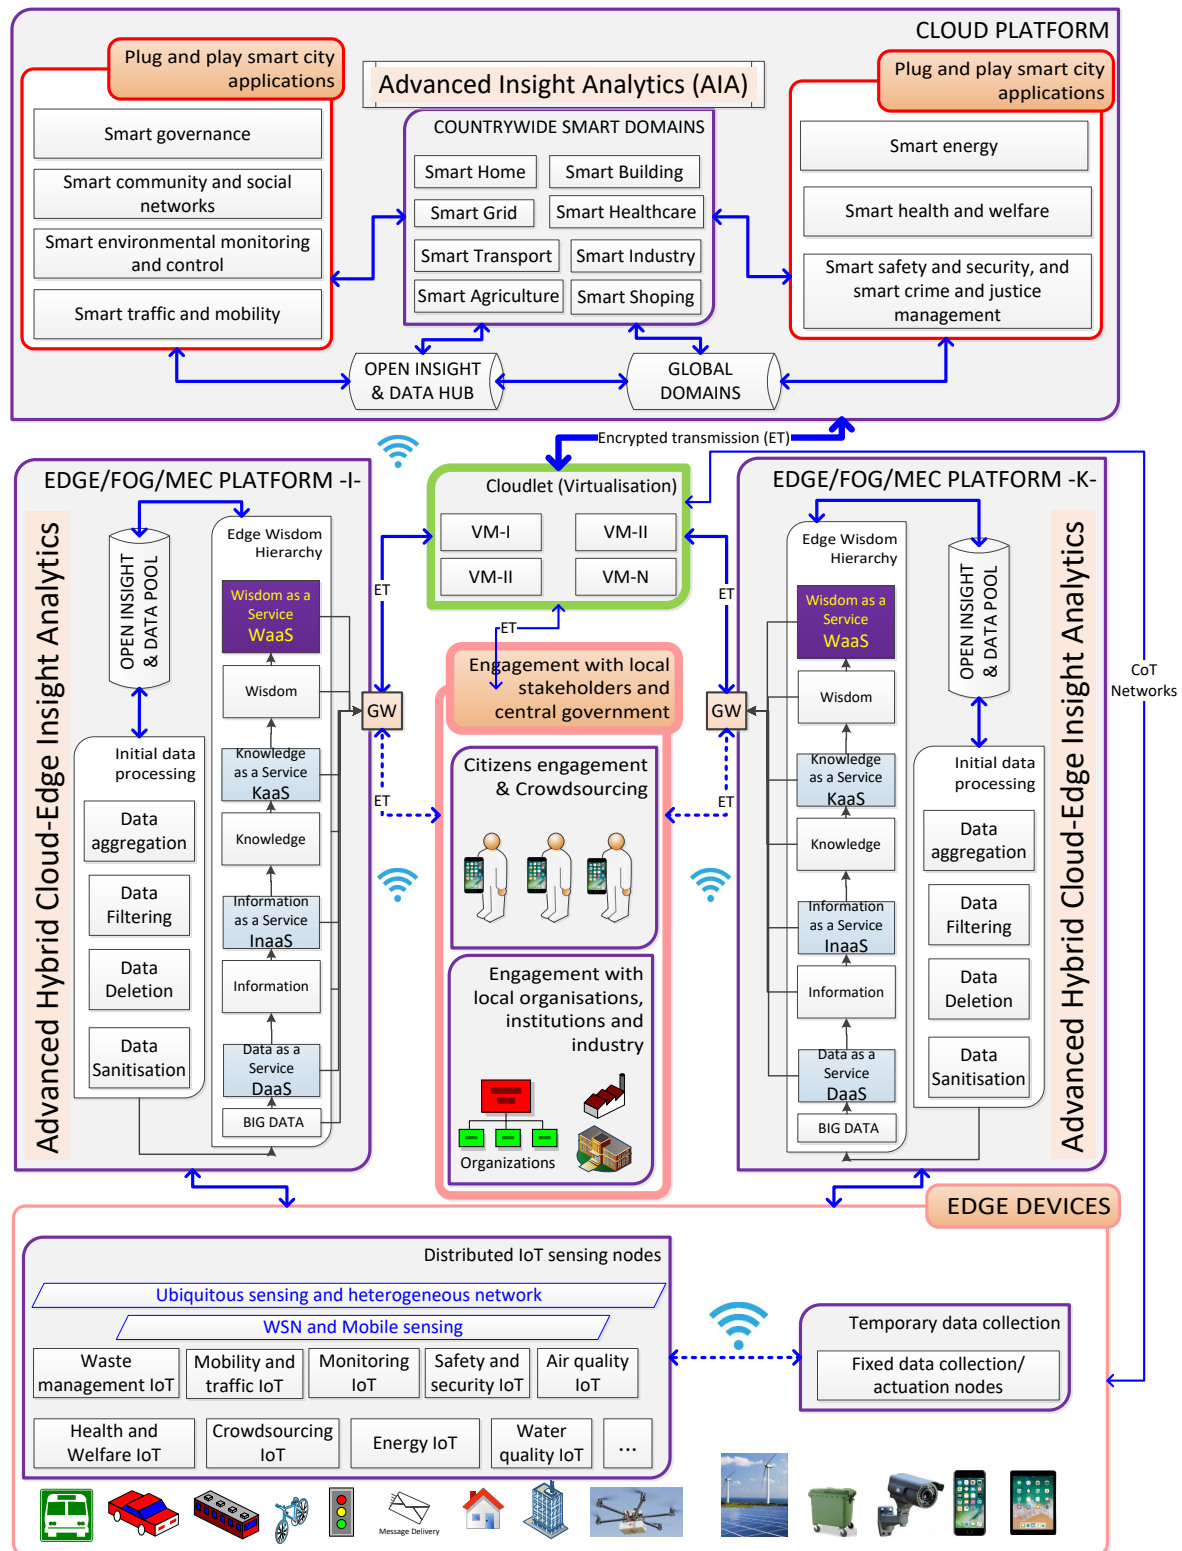 CLOUD PLATFORM
Plug and play smart city
applications
Smart governance
Smart community and social
networks
Smart environmental monitoring
and control
Smart traffic and mobility
Advanced Insight Analytics (AIA)
COUNTRYWIDE SMART DOMAINS
Smart Home
Smart Building
Smart Grid
Smart Healthcare
Smart Transport
Smart Industry
Smart Agriculture
Smart Shoping
Plug and play smart city
applications
Smart energy
Smart health and welfare
Smart safety and security, and
smart crime and justice
management
OPEN INSIGHT
& DATA HUB
GLOBAL
DOMAINS
Encrypted transmission (ET)
EDGE/FOG/MEC PLATFORM -I-
Advanced Hybrid Cloud-Edge Insight Analytics
OPEN INSIGHT
& DATA POOL
Initial data
processing
Data
aggregation
Data
Filtering
Data
Deletion
Data
Sanitisation
Edge Wisdom
Hierarchy
Wisdom as a
Service
WaaS
Wisdom
Knowledge
as a Service
KaaS
Knowledge
Information
as a Service
InaaS
Information
Data as a
Service
DaaS
BIG DATA
GW
ET
ET
Cloudlet (Virtualisation)
VM-I
VM-II
VM-II
VM-N
ET
Engagement with local
stakeholders and
central government
Citizens engagement
& Crowdsourcing
Engagement with
local organisations,
institutions and
industry
Organizations
ET
ET
GW
EDGE/FOG/MEC PLATFORM -K-
Edge Wisdom
Hierarchy
Wisdom as a
Service
WaaS
Wisdom
Knowledge
as a Service
KaaS
Knowledge
Information
as a Service
InaaS
Information
Data as a
Service
DaaS
BIG DATA
OPEN INSIGHT
& DATA POOL
Initial data
processing
Data
aggregation
Data
Filtering
Data
Deletion
Data
Sanitisation
Advanced Hybrid Cloud-Edge Insight Analytics
CoT
Networks
EDGE DEVICES
Distributed IoT sensing nodes
Ubiquitous sensing and heterogeneous network
WSN and Mobile sensing
Waste
management IoT
Mobility and
traffic IoT
Monitoring
IoT
Safety and
security IoT
Air quality
IoT
Health and
Welfare IoT
Crowdsourcing
IoT
Energy IoT
Water
quality IoT
...
Temporary data collection
Fixed data collection/
actuation nodes
Message Delivery